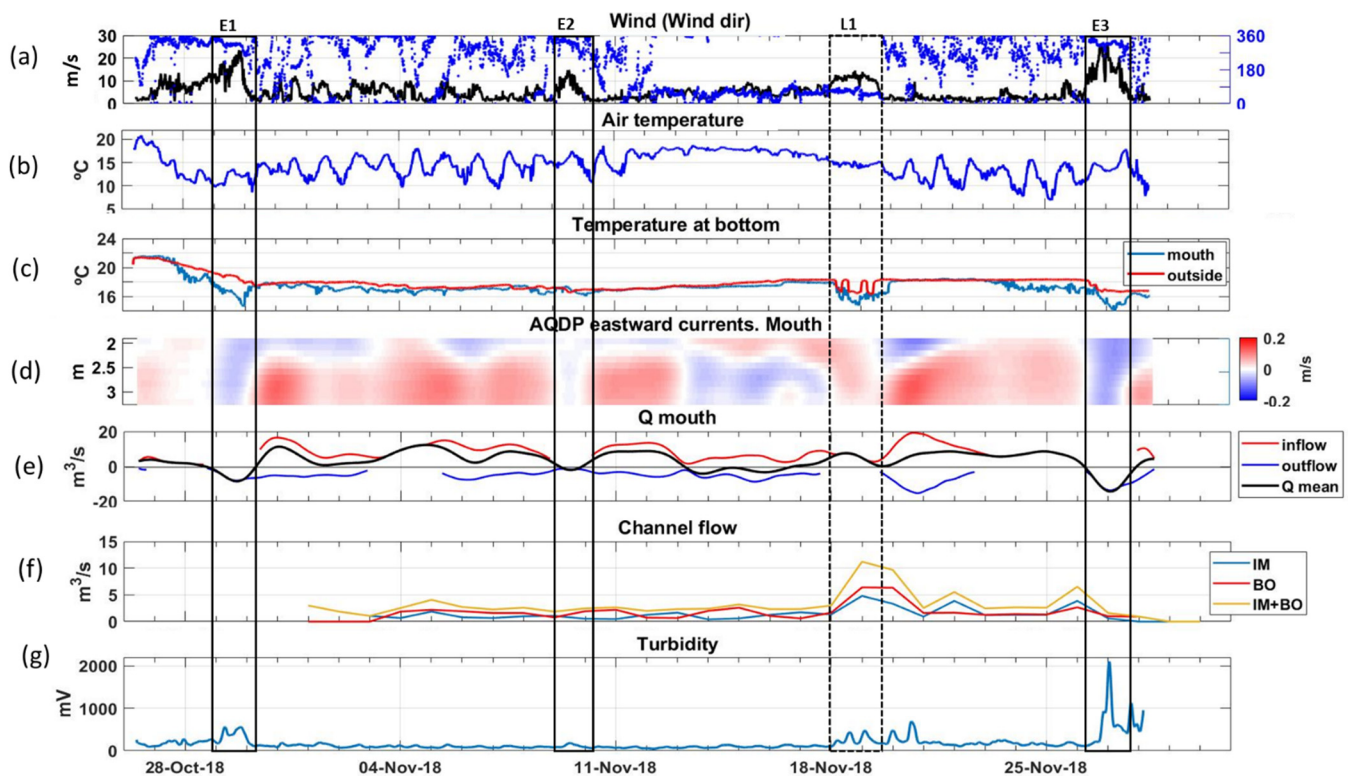 E1 E2 L1 E3
Wind (Wind dir)
(a)
m/s
30
20
10
0
360
180
0
Air temperature
(b)
ºC
20
15
10
5
Temperature at bottom
(c)
ºC
24
20
16
mouth
outside
AQDP eastward currents. Mouth
(d)
m
2
2.5
3
0.2
0
-0.2
m/s
Q mouth
(e)
m³/s
20
0
-20
inflow
outflow
Q mean
Channel flow
(f)
m³/s
15
10
5
0
IM
BO
IM+BO
Turbidity
(g)
mV
2000
1000
0
28-Oct-18 04-Nov-18 11-Nov-18 18-Nov-18 25-Nov-18